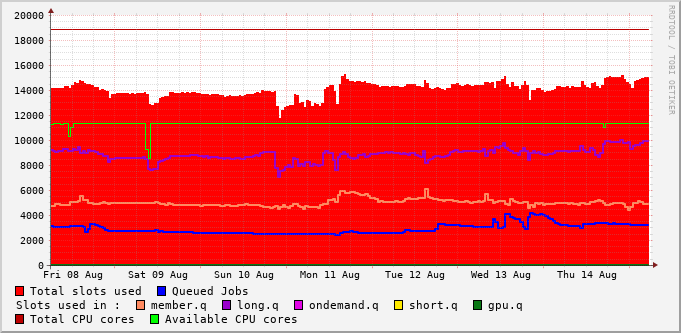 20000
18000
16000
14000
12000
10000
8000
6000
4000
2000
0
Fri 08 Aug Sat 09 Aug Sun 10 Aug Mon 11 Aug Tue 12 Aug Wed 13 Aug Thu 14 Aug
Total slots used Queued Jobs
Slots used in : member.q long.q ondemand.q short.q gpu.q
Total CPU cores Available CPU cores
RRDTOOL / TOBI OETIKER